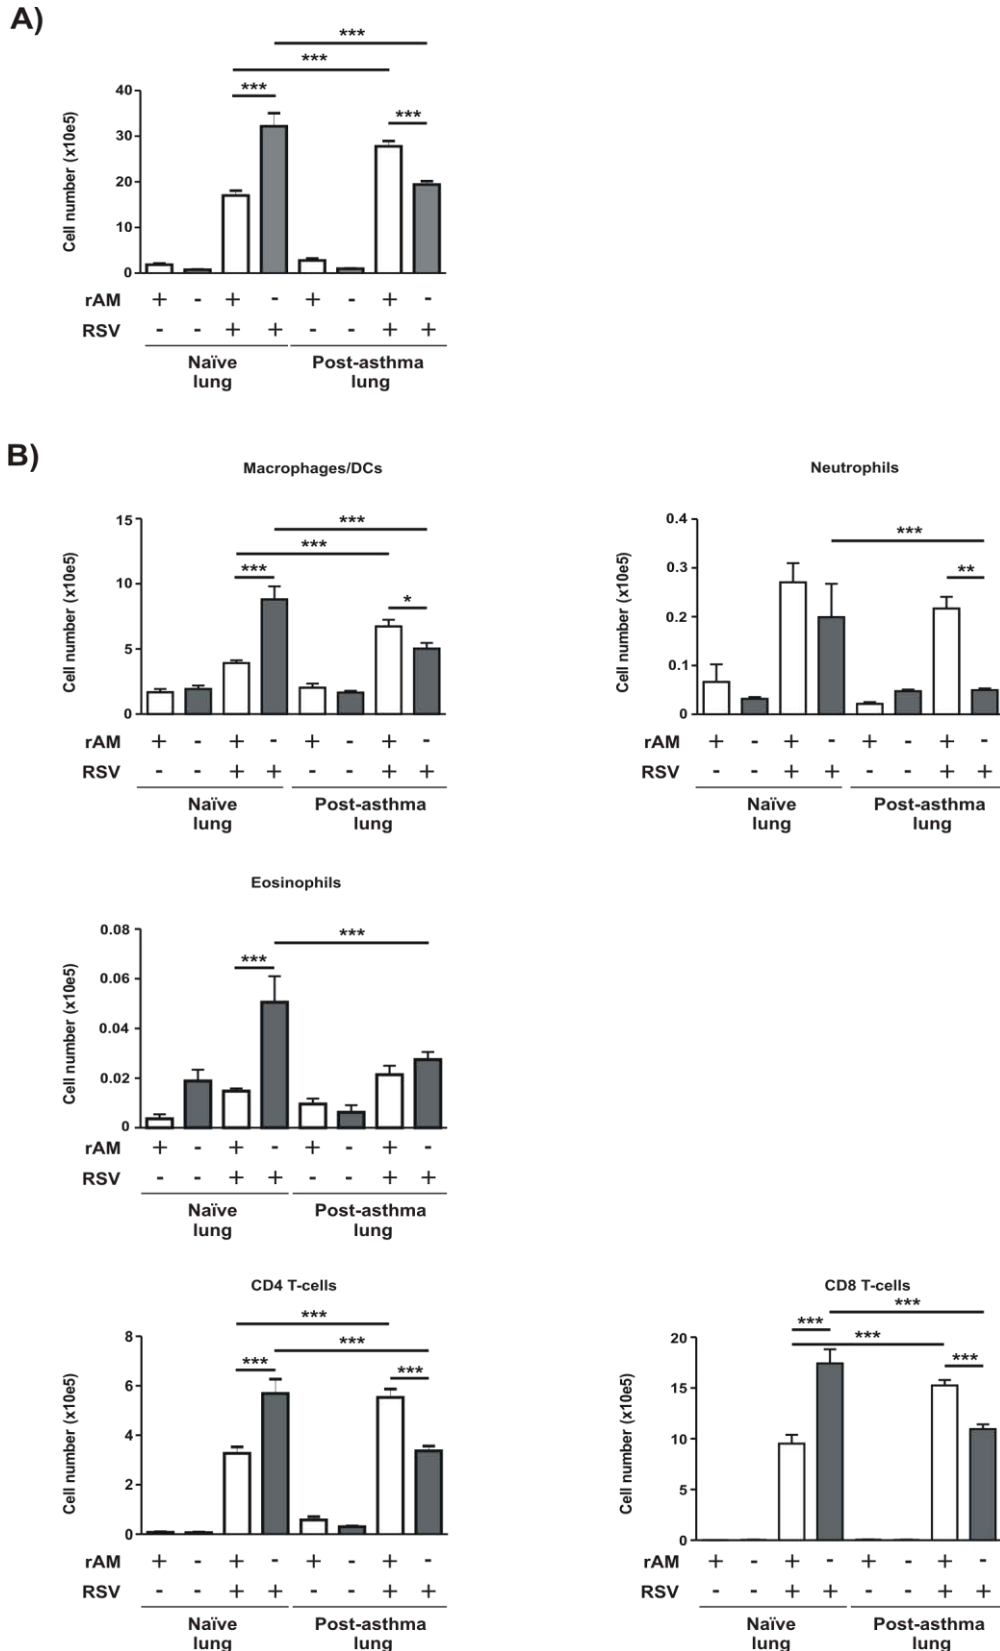 A)
***
***
***
***
Cell number (x10e5)
40
30
20
10
0
rAM + - + - + - + -
RSV - - + + - - + +
Naïve lung
Post-asthma lung
B)
Macrophages/DCs
***
***
***
*
Cell number (x10e5)
15
10
5
0
rAM + - + - + - + -
RSV - - + + - - + +
Naïve lung
Post-asthma lung
Neutrophils
***
**
Cell number (x10e5)
0.4
0.3
0.2
0.1
0
rAM + - + - + - + -
RSV - - + + - - + +
Naïve lung
Post-asthma lung
Eosinophils
***
***
Cell number (x10e5)
0.08
0.06
0.04
0.02
0
rAM + - + - + - + -
RSV - - + + - - + +
Naïve lung
Post-asthma lung
CD4 T-cells
***
***
***
***
Cell number (x10e5)
8
6
4
2
0
rAM + - + - + - + -
RSV - - + + - - + +
Naïve lung
Post-asthma lung
CD8 T-cells
***
***
***
***
Cell number (x10e5)
20
15
10
5
0
rAM + - + - + - + -
RSV - - + + - - + +
Naïve lung
Post-asthma lung